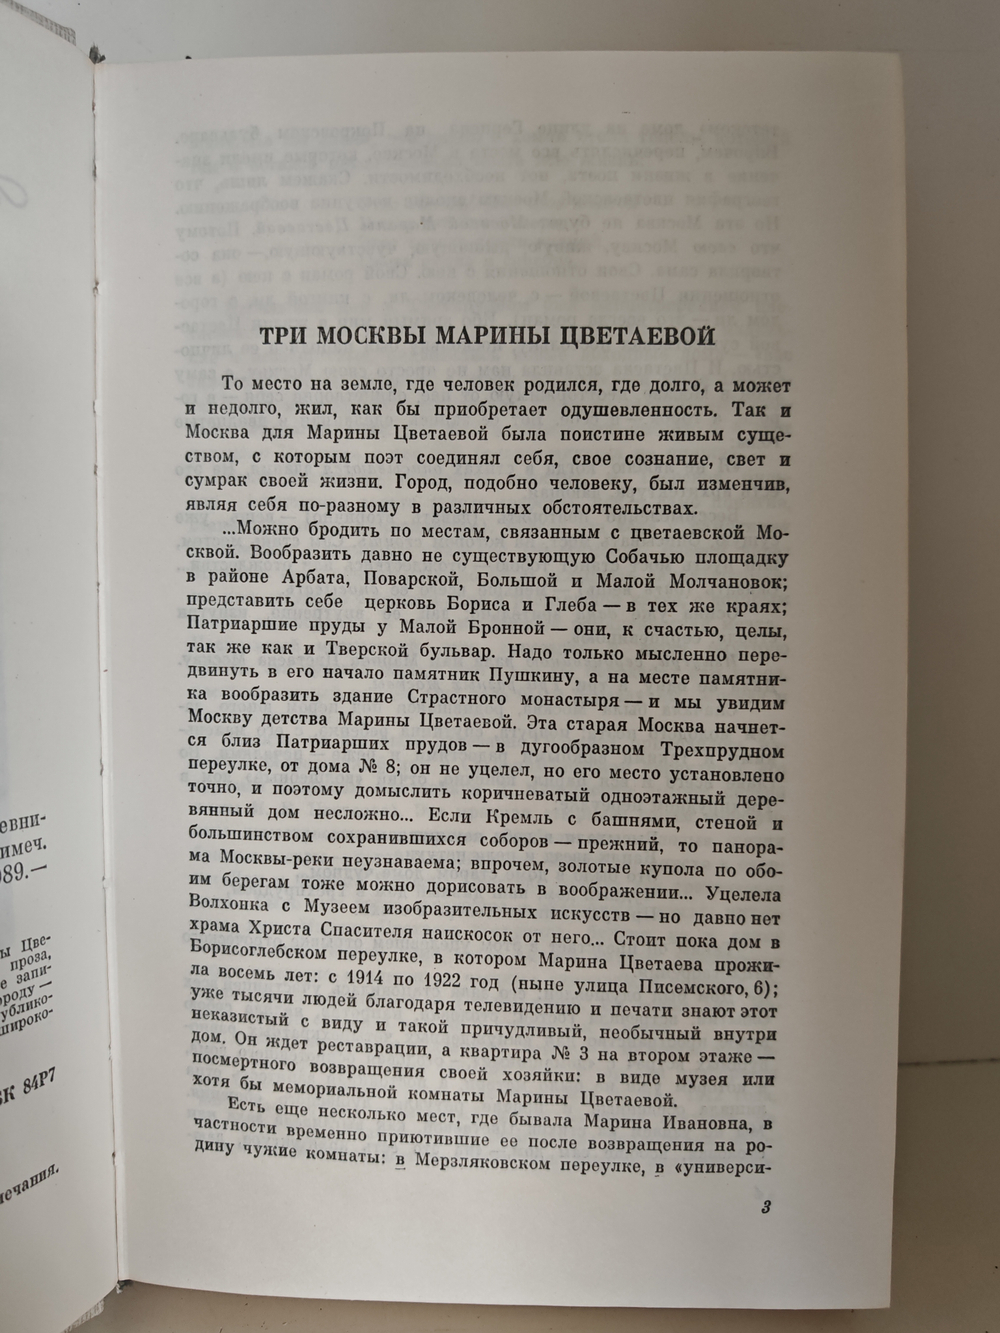 евни-
имеч.
989.—
ы Цве-
проза,
е запи-
ороду —
ублико-
широко-
БК 84Р7
мечания.
ТРИ МОСКВЫ МАРИНЫ ЦВЕТАЕВОЙ
То место на земле, где человек родился, где долго, а может
и недолго, жил, как бы приобретает одушевленность. Так и
Москва для Марины Цветаевой была поистине живым суще-
ством, с которым поэт соединял себя, свое сознание, свет и
сумрак своей жизни. Город, подобно человеку, был изменчив,
являя себя по-разному в различных обстоятельствах.
...Можно бродить по местам, связанным с цветаевской Мо-
сквой. Вообразить давно не существующую Собачью площадку
в районе Арбата, Поварской, Большой и Малой Молчановок;
представить себе церковь Бориса и Глеба — в тех же краях;
Патриаршие пруды у Малой Бронной — они, к счастью, целы,
так же как и Тверской бульвар. Надо только мысленно пере-
двинуть в его начало памятник Пушкину, а на месте памятни-
ка вообразить здание Страстного монастыря — и мы увидим
Москву детства Марины Цветаевой. Эта старая Москва начнет-
ся близ Патриарших прудов — в дугообразном Трехпрудном
переулке, от дома № 8; он не уцелел, но его место установлено
точно, и поэтому домыслить коричневатый одноэтажный дере-
вянный дом несложно... Если Кремль с башнями, стеной и
большинством сохранившихся соборов — прежний, то панора-
ма Москвы-реки неузнаваема; впрочем, золотые купола по обо-
им берегам тоже можно дорисовать в воображении... Уцелела
Волхонка с Музеем изобразительных искусств — но давно нет
храма Христа Спасителя наискосок от него... Стоит пока дом в
Борисоглебском переулке, в котором Марина Цветаева прожи-
ла восемь лет: с 1914 по 1922 год (ныне улица Писемского, 6);
уже тысячи людей благодаря телевидению и печати знают этот
неказистый с виду и такой причудливый, необычный внутри
дом. Он ждет реставрации, а квартира № 3 на втором этаже —
посмертного возвращения своей хозяйки: в виде музея или
хотя бы мемориальной комнаты Марины Цветаевой.
Есть еще несколько мест, где бывала Марина Ивановна, в
частности временно приютившие ее после возвращения на ро-
дину чужие комнаты: в Мерзляковском переулке, в «универси-
3